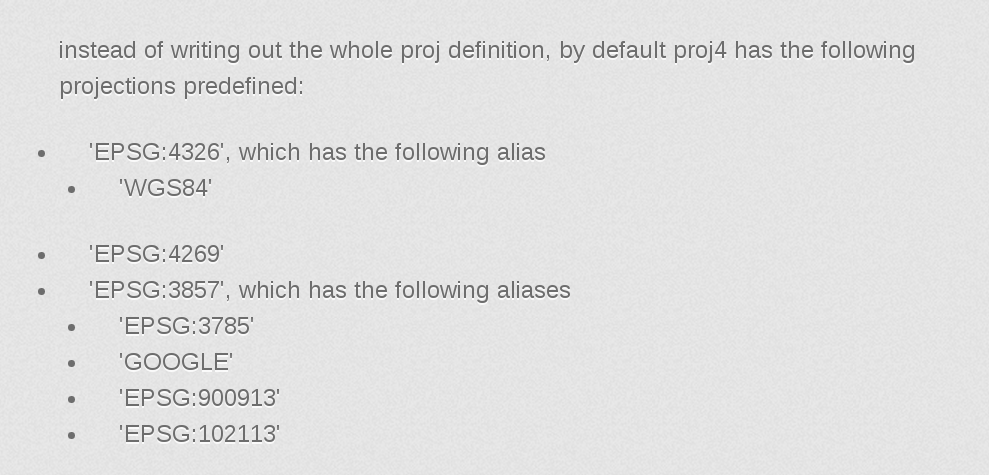 instead of writing out the whole proj definition, by default proj4 has the following
projections predefined:
'EPSG:4326', which has the following alias
'WGS84'
'EPSG:4269'
'EPSG:3857', which has the following aliases
'EPSG:3785'
'GOOGLE'
'EPSG:900913'
'EPSG:102113'